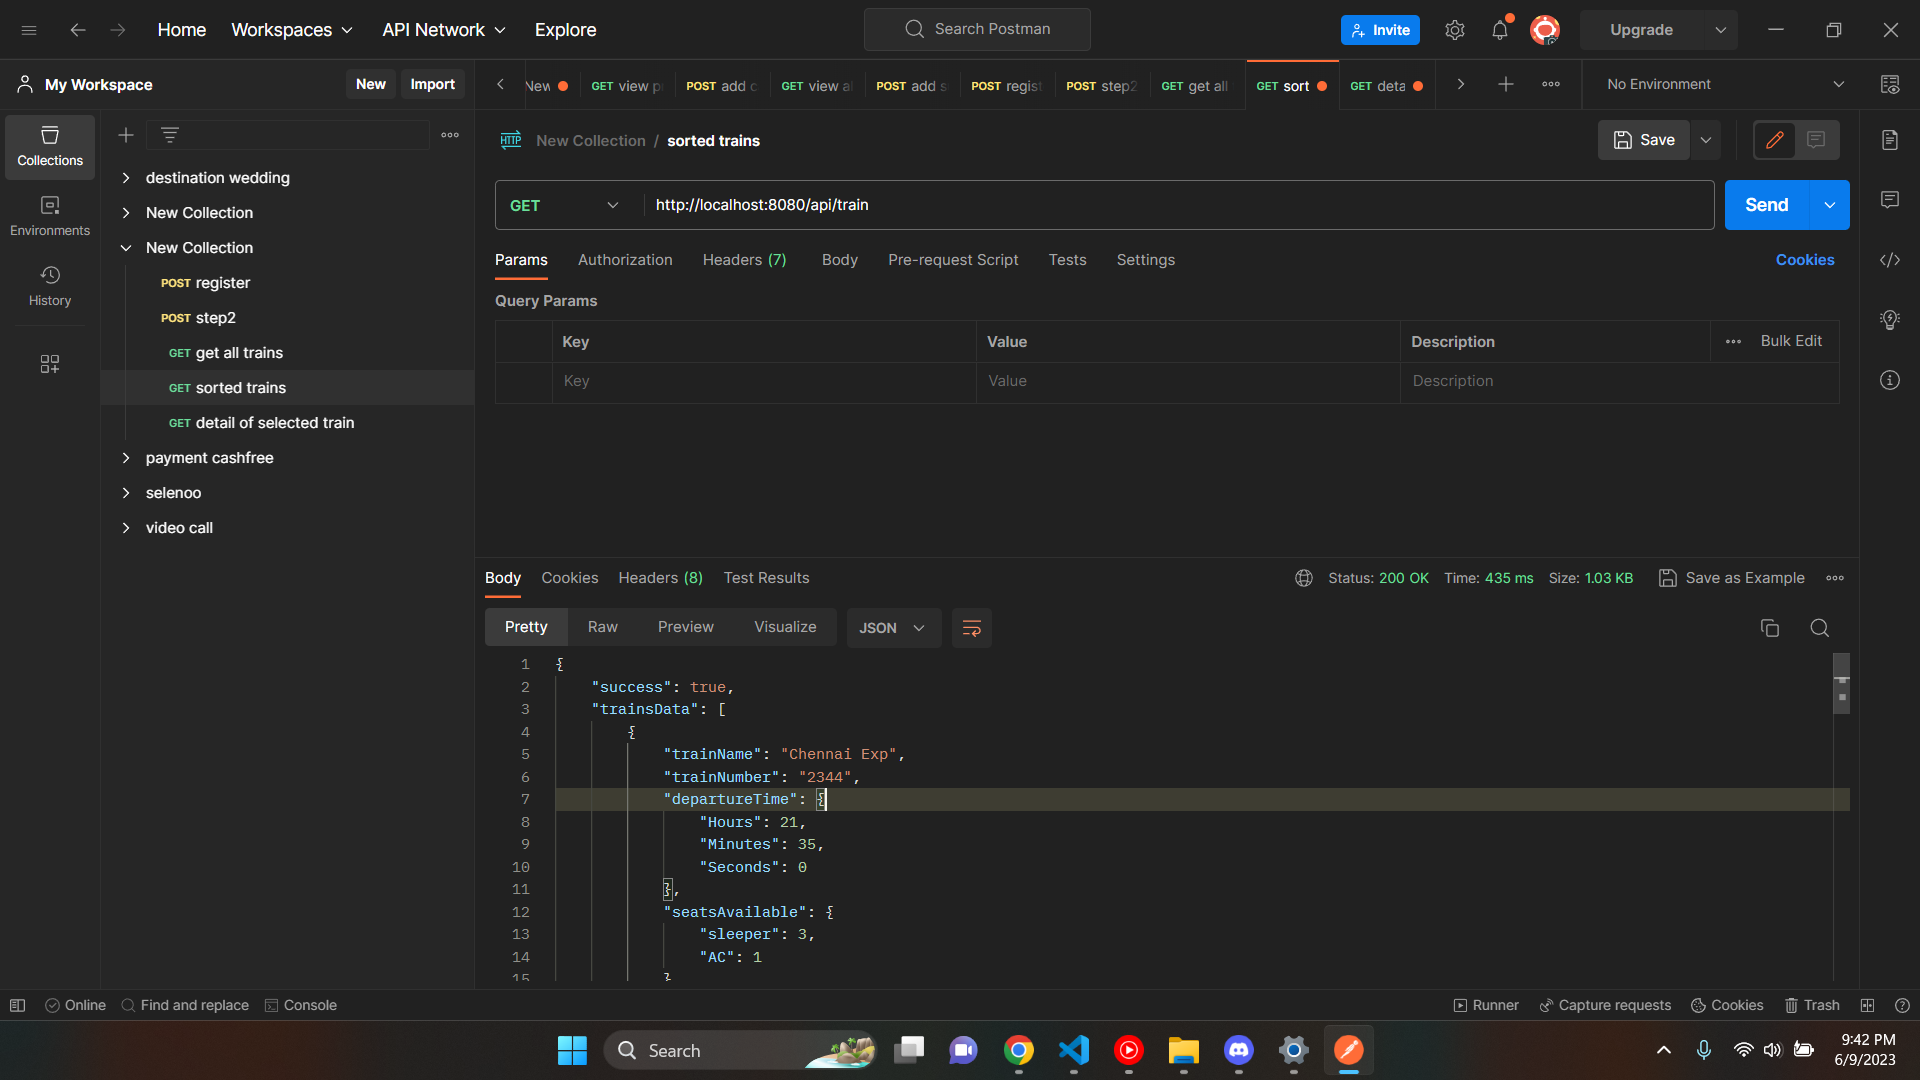 Home Workspaces API Network Explore Search Postman Invite Upgrade
My Workspace New Import
New GET view p POST add c GET view al POST add s POST regist POST step2 GET get all GET sort GET deta No Environment
Collections
Environments
History
destination wedding
New Collection
New Collection
POST register
POST step2
GET get all trains
GET sorted trains
GET detail of selected train
payment cashfree
selenoo
video call
HTTP New Collection / sorted trains Save
GET http://localhost:8080/api/train Send
Params Authorization Headers (7) Body Pre-request Script Tests Settings Cookies
Query Params
Key Value Description Bulk Edit
Key Value Description
Body Cookies Headers (8) Test Results Status: 200 OK Time: 435 ms Size: 1.03 KB Save as Example
Pretty Raw Preview Visualize JSON
1 {
2 "success": true,
3 "trainsData": [
4 {
5 "trainName": "Chennai Exp",
6 "trainNumber": "2344",
7 "departureTime": {
8 "Hours": 21,
9 "Minutes": 35,
10 "Seconds": 0
11 },
12 "seatsAvailable": {
13 "sleeper": 3,
14 "AC": 1
15 }
Online Find and replace Console Runner Capture requests Cookies Trash
Search
9:42 PM
6/9/2023